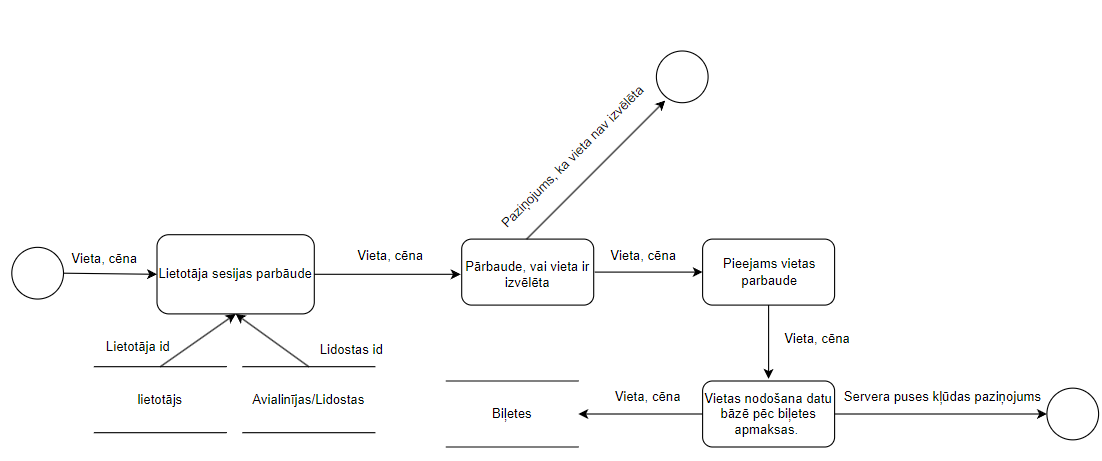 Paziņojums, ka vieta nav izvēlēta
Vieta, cēna
Lietotāja sesijas parbāude
Vieta, cēna
Pārbaude, vai vieta ir
izvēlēta
Vieta, cēna
Pieejams vietas
parbaude
Lietotāja id
Lidostas id
Vieta, cēna
lietotājs
Avialinījas/Lidostas
Biļetes
Vieta, cēna
Vietas nodošana datu
bāzē pēc biļetes
apmaksas.
Servera puses kļūdas paziņojums